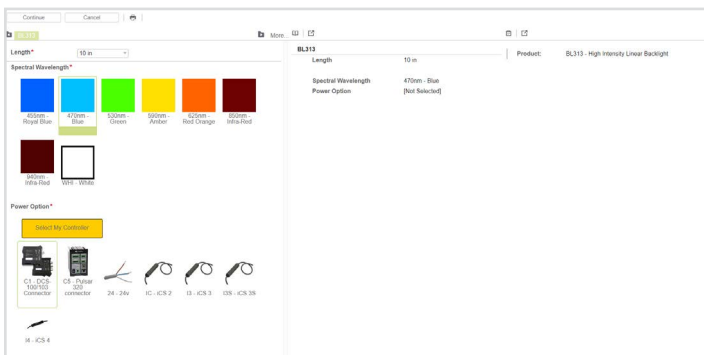 Continue Cancel
BL313 More
Length* 10 in
Spectral Wavelength*
455nm - Royal Blue
470nm - Blue
530nm - Green
590nm - Amber
625nm - Red Orange
850nm - Infra-Red
940nm - Infra-Red
WHI - White
Power Option*
Select My Controller
C1 - DCS-100/103 Connector
C5 - Pulsar 320 connector
24 - 24v
IC - iCS 2
I3 - iCS 3
I3S - iCS 3S
I4 - iCS 4
BL313
Length 10 in
Spectral Wavelength 470nm - Blue
Power Option [Not Selected]
Product: BL313 - High Intensity Linear Backlight